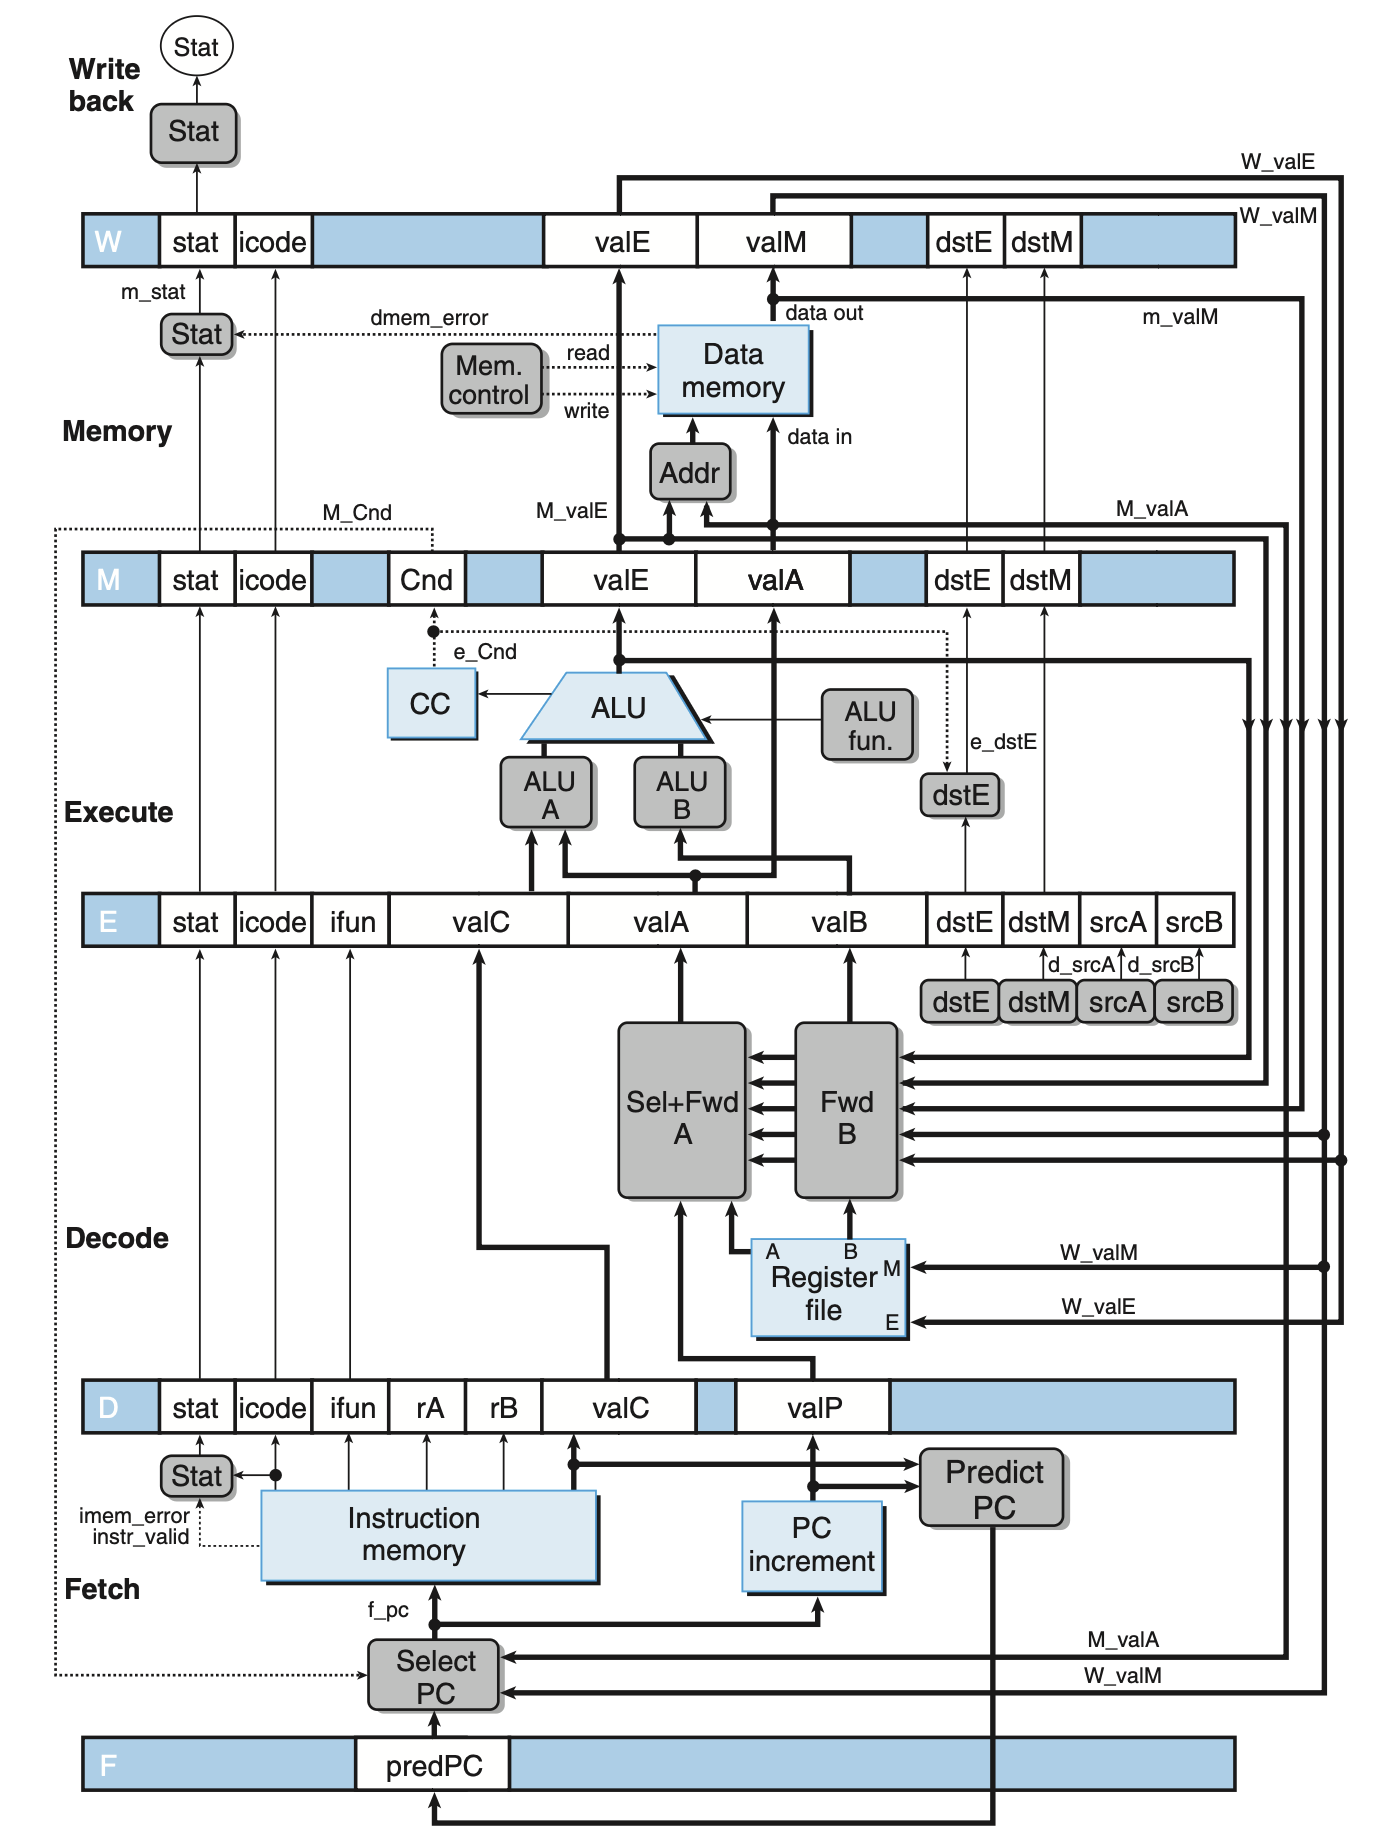 Stat
Write
back
Stat
W_valE
W_valM
W stat icode valE valM dstE dstM
m_stat
data out
m_valM
Stat
dmem_error
Mem.
control
read
write
Data
memory
Memory
data in
Addr
M_Cnd
M_valE
M_valA
M stat icode Cnd valE valA dstE dstM
e_Cnd
CC
ALU
ALU
fun.
e_dstE
ALU
A
ALU
B
dstE
Execute
E stat icode ifun valC valA valB dstE dstM srcA srcB
d_srcA d_srcB
dstE dstM srcA srcB
Sel+Fwd
A
Fwd
B
Decode
A B
Register
file
M
E
W_valM
W_valE
D stat icode ifun rA rB valC valP
Stat
imem_error
instr_valid
Instruction
memory
PC
increment
Predict
PC
Fetch
f_pc
Select
PC
M_valA
W_valM
F predPC